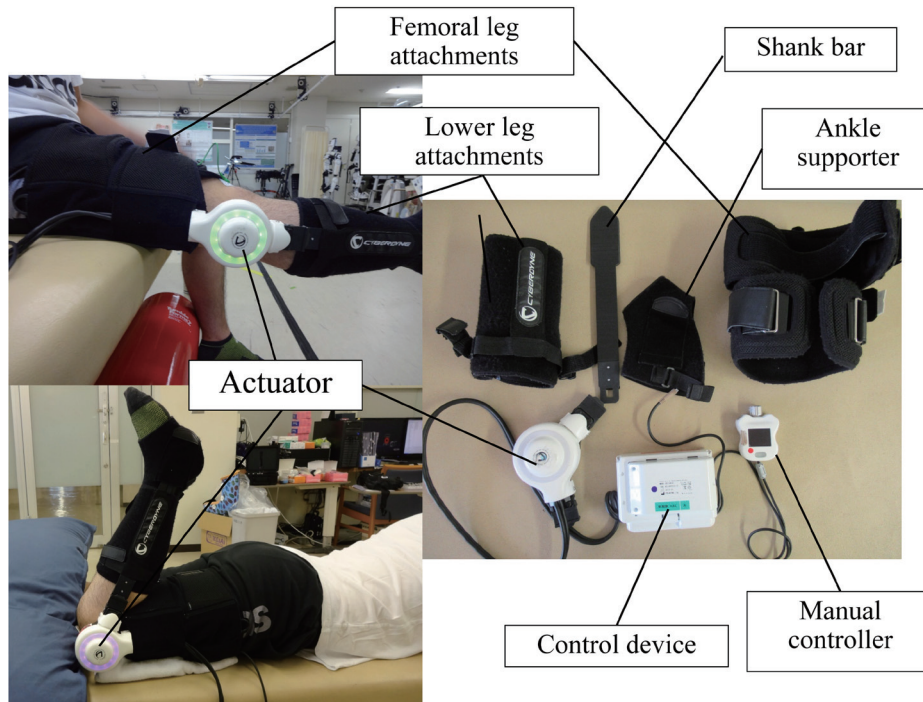 Femoral leg
attachments
Shank bar
Lower leg
attachments
Ankle
supporter
CYBERDYNE
CYBERDYNE
Actuator
CYBERDYNE
Control device
Manual
controller